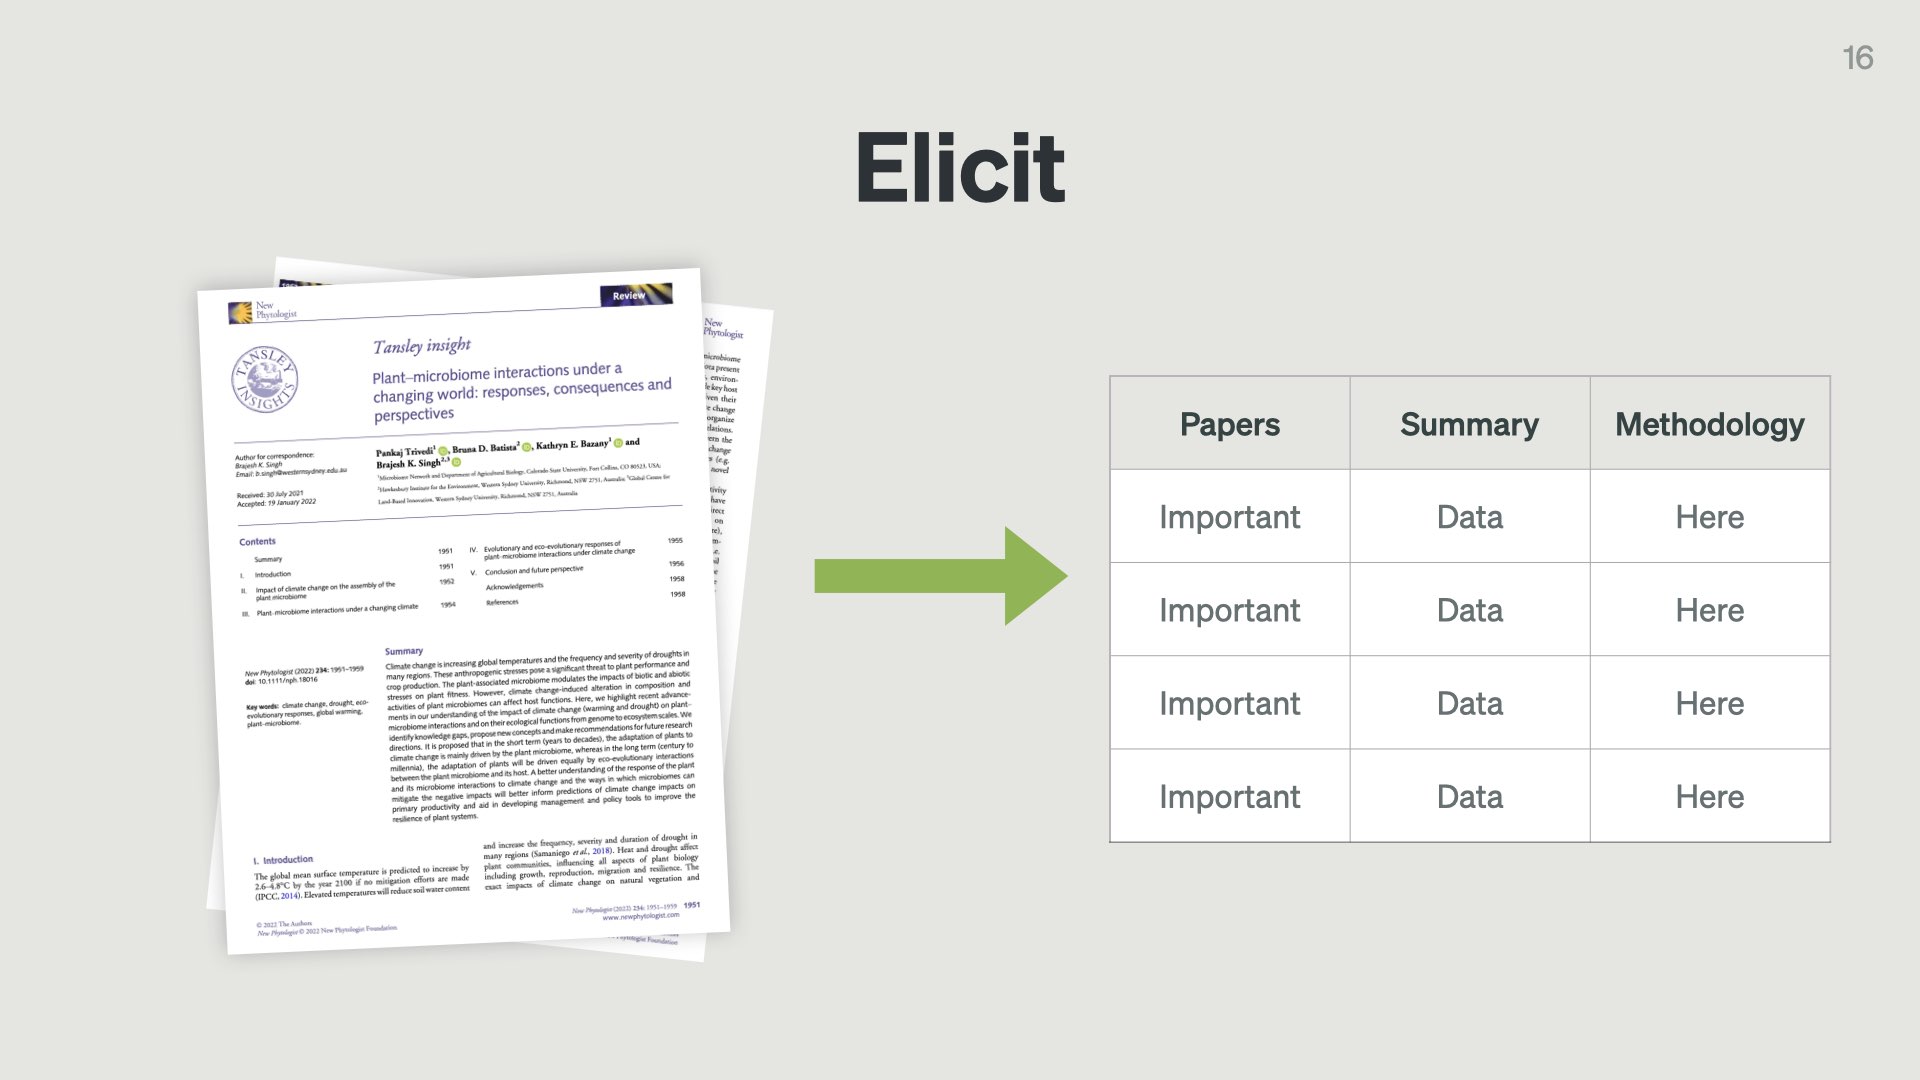 16
Elicit
New
Phytologist
Review
TANSLEY
INSIGHTS
Tansley insight
Plant–microbiome interactions under a
changing world: responses, consequences and
perspectives
Author for correspondence:
Brajesh K. Singh
Email: b.singh@westernsydney.edu.au
Received: 30 July 2021
Accepted: 19 January 2022
Pankaj Trivedi1, Bruna D. Batista2, Kathryn E. Bazany1 and
Brajesh K. Singh2,3
1Microbiome Network and Department of Agricultural Biology, Colorado State University, Fort Collins, CO 80523, USA;
2Hawkesbury Institute for the Environment, Western Sydney University, Richmond, NSW 2751, Australia; 3Global Centre for
Land-Based Innovation, Western Sydney University, Richmond, NSW 2751, Australia
Contents
Summary 1951
I. Introduction 1951
II. Impact of climate change on the assembly of the
plant microbiome 1952
III. Plant–microbiome interactions under a changing climate 1954
IV. Evolutionary and eco-evolutionary responses of 1955
plant–microbiome interactions under climate change
V. Conclusion and future perspective 1956
Acknowledgements 1958
References 1958
New Phytologist (2022) 234: 1951–1959
doi: 10.1111/nph.18016
Key words: climate change, drought, eco-
evolutionary responses, global warming,
plant–microbiome.
Summary
Climate change is increasing global temperatures and the frequency and severity of droughts in
many regions. These anthropogenic stresses pose a significant threat to plant performance and
crop production. The plant-associated microbiome modulates the impacts of biotic and abiotic
stresses on plant fitness. However, climate change-induced alteration in composition and
activities of plant microbiomes can affect host functions. Here, we highlight recent advance-
ments in our understanding of the impact of climate change (warming and drought) on plant–
microbiome interactions and on their ecological functions from genome to ecosystem scales. We
identify knowledge gaps, propose new concepts and make recommendations for future research
directions. It is proposed that in the short term (years to decades), the adaptation of plants to
climate change is mainly driven by the plant microbiome, whereas in the long term (century to
millennia), the adaptation of plants will be driven equally by eco-evolutionary interactions
between the plant microbiome and its host. A better understanding of the response of the plant
and its microbiome interactions to climate change and the ways in which microbiomes can
mitigate the negative impacts will better inform predictions of climate change impacts on
primary productivity and aid in developing management and policy tools to improve the
resilience of plant systems.
I. Introduction
The global mean surface temperature is predicted to increase by
2.6–4.8°C by the year 2100 if no mitigation efforts are made
(IPCC, 2014). Elevated temperatures will reduce soil water content
and increase the frequency, severity and duration of drought in
many regions (Samaniego et al., 2018). Heat and drought affect
plant communities, influencing all aspects of plant biology
including growth, reproduction, migration and resilience. The
exact impacts of climate change on natural vegetation and
© 2022 The Authors
New Phytologist © 2022 New Phytologist Foundation
New Phytologist (2022) 234: 1951–1959 1951
www.newphytologist.com
New
Phytologist
microbiome
present
environ-
key host
their
change
organize
the
change
(e.g.
novel
have
on
Foundation
Papers Summary Methodology
Important Data Here
Important Data Here
Important Data Here
Important Data Here